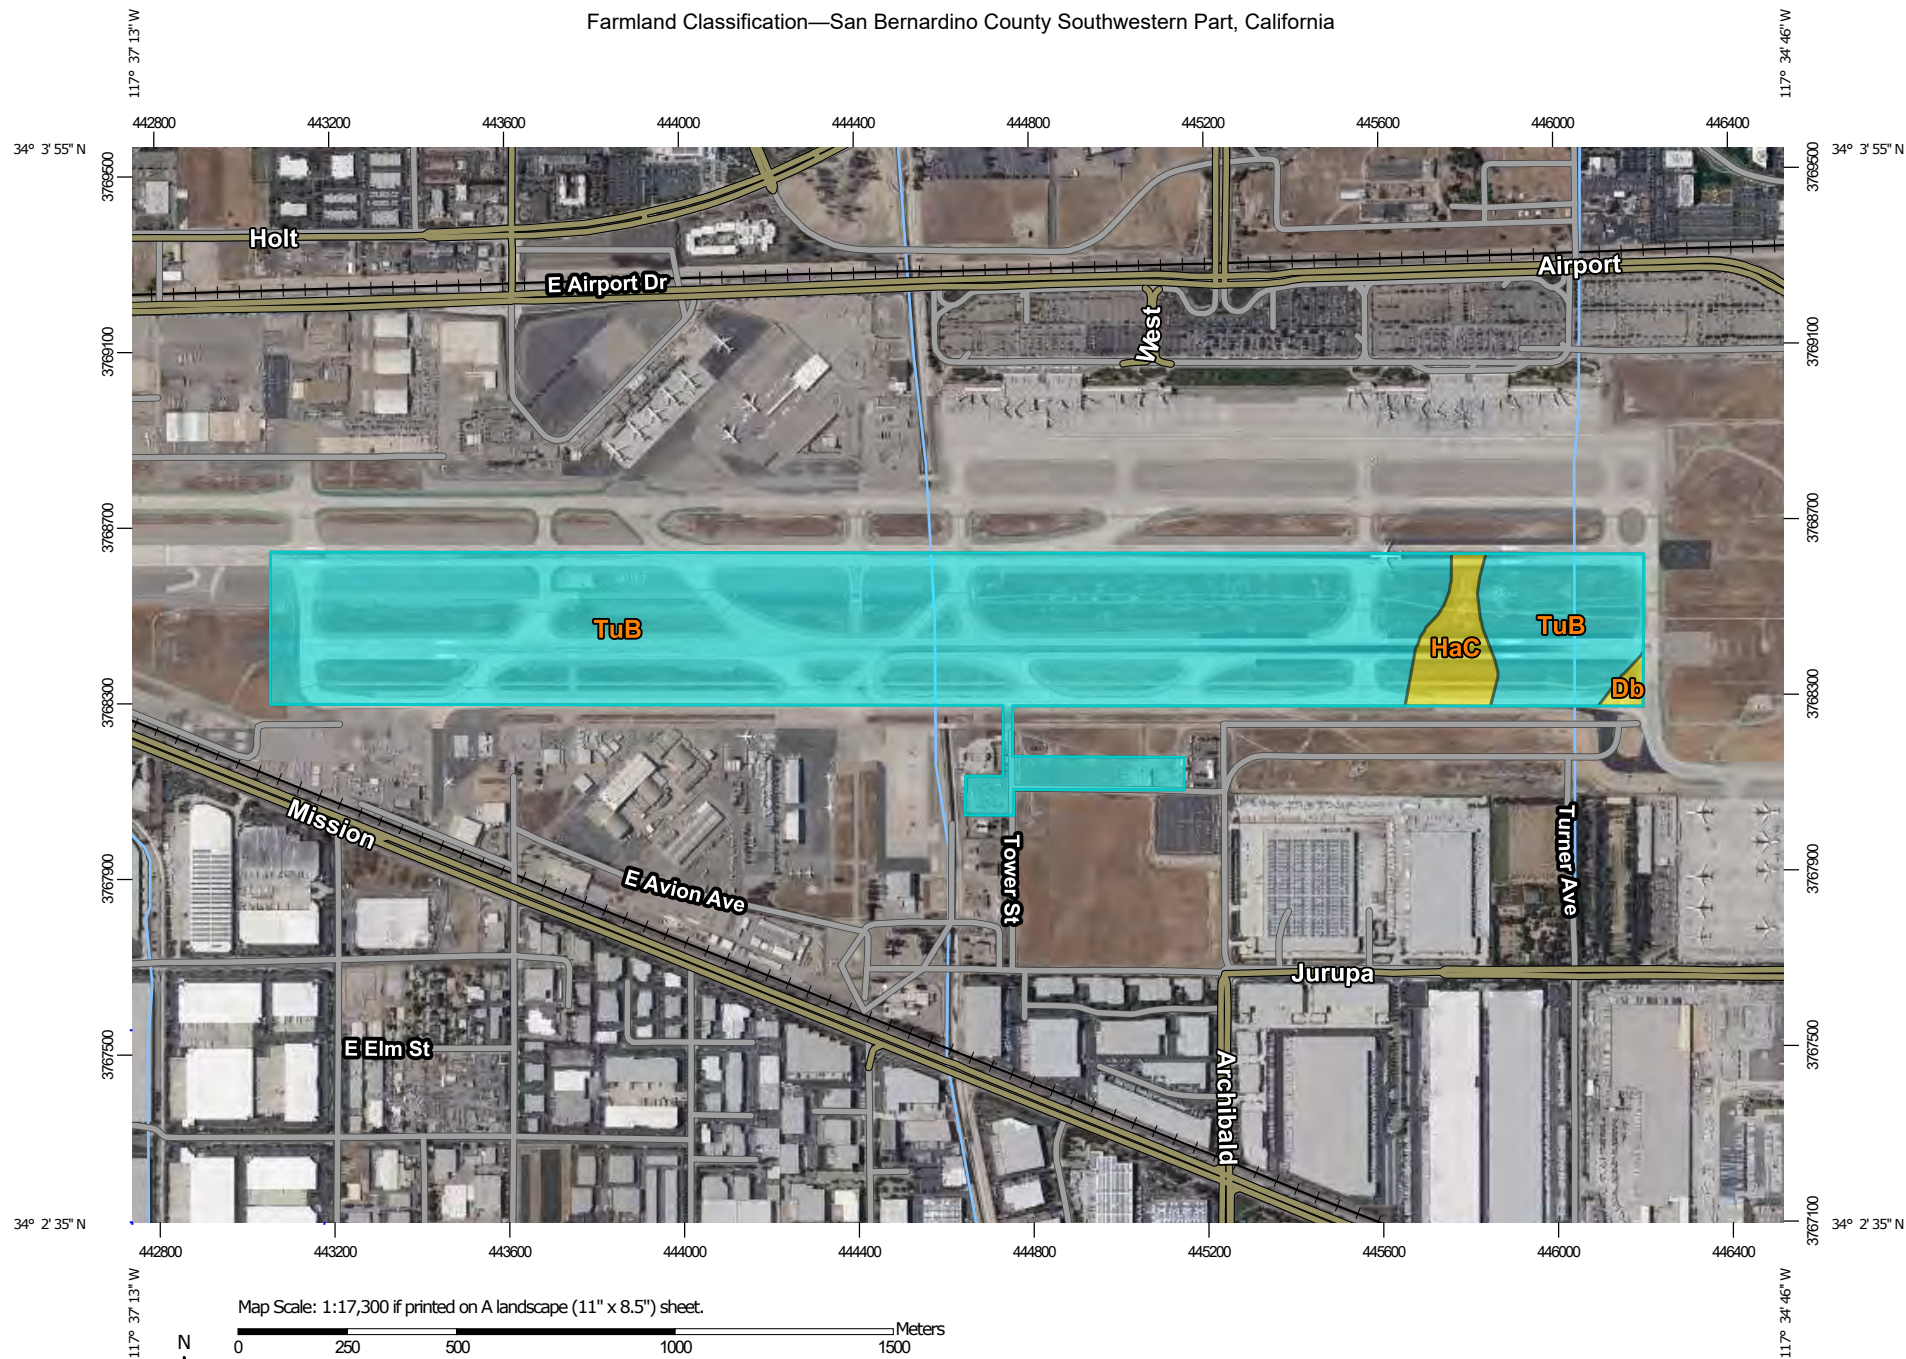 Farmland Classification—San Bernardino County Southwestern Part, California
117° 37' 13" W
117° 34' 46" W
442800 443200 443600 444000 444400 444800 445200 445600 446000 446400
34° 3' 55" N
34° 3' 55" N
3769500
3769500
Holt
Airport
E Airport Dr
West
3769100
3769100
3768700
3768700
TuB
TuB
HaC
Db
3768300
3768300
Mission
Tower St
Turner Ave
E Avion Ave
3767900
3767900
Jurupa
E Elm St
3767500
3767500
Archibald
3767100
34° 2' 35" N
34° 2' 35" N
442800 443200 443600 444000 444400 444800 445200 445600 446000 446400
117° 37' 13" W
117° 34' 46" W
Map Scale: 1:17,300 if printed on A landscape (11" x 8.5") sheet.
Meters
N
0 250 500 1000 1500